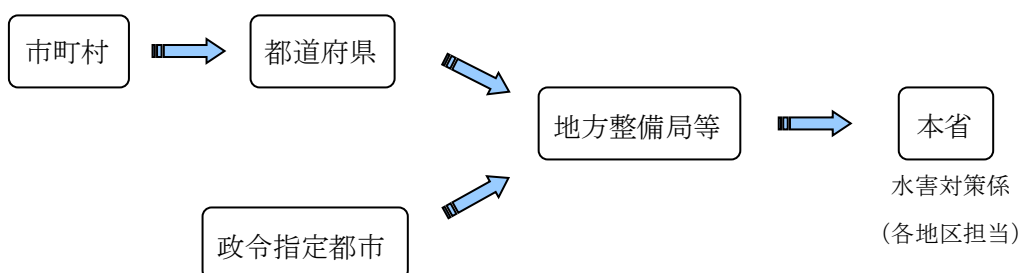 市町村
都道府県
地方整備局等
本省
水害対策係
(各地区担当)
政令指定都市